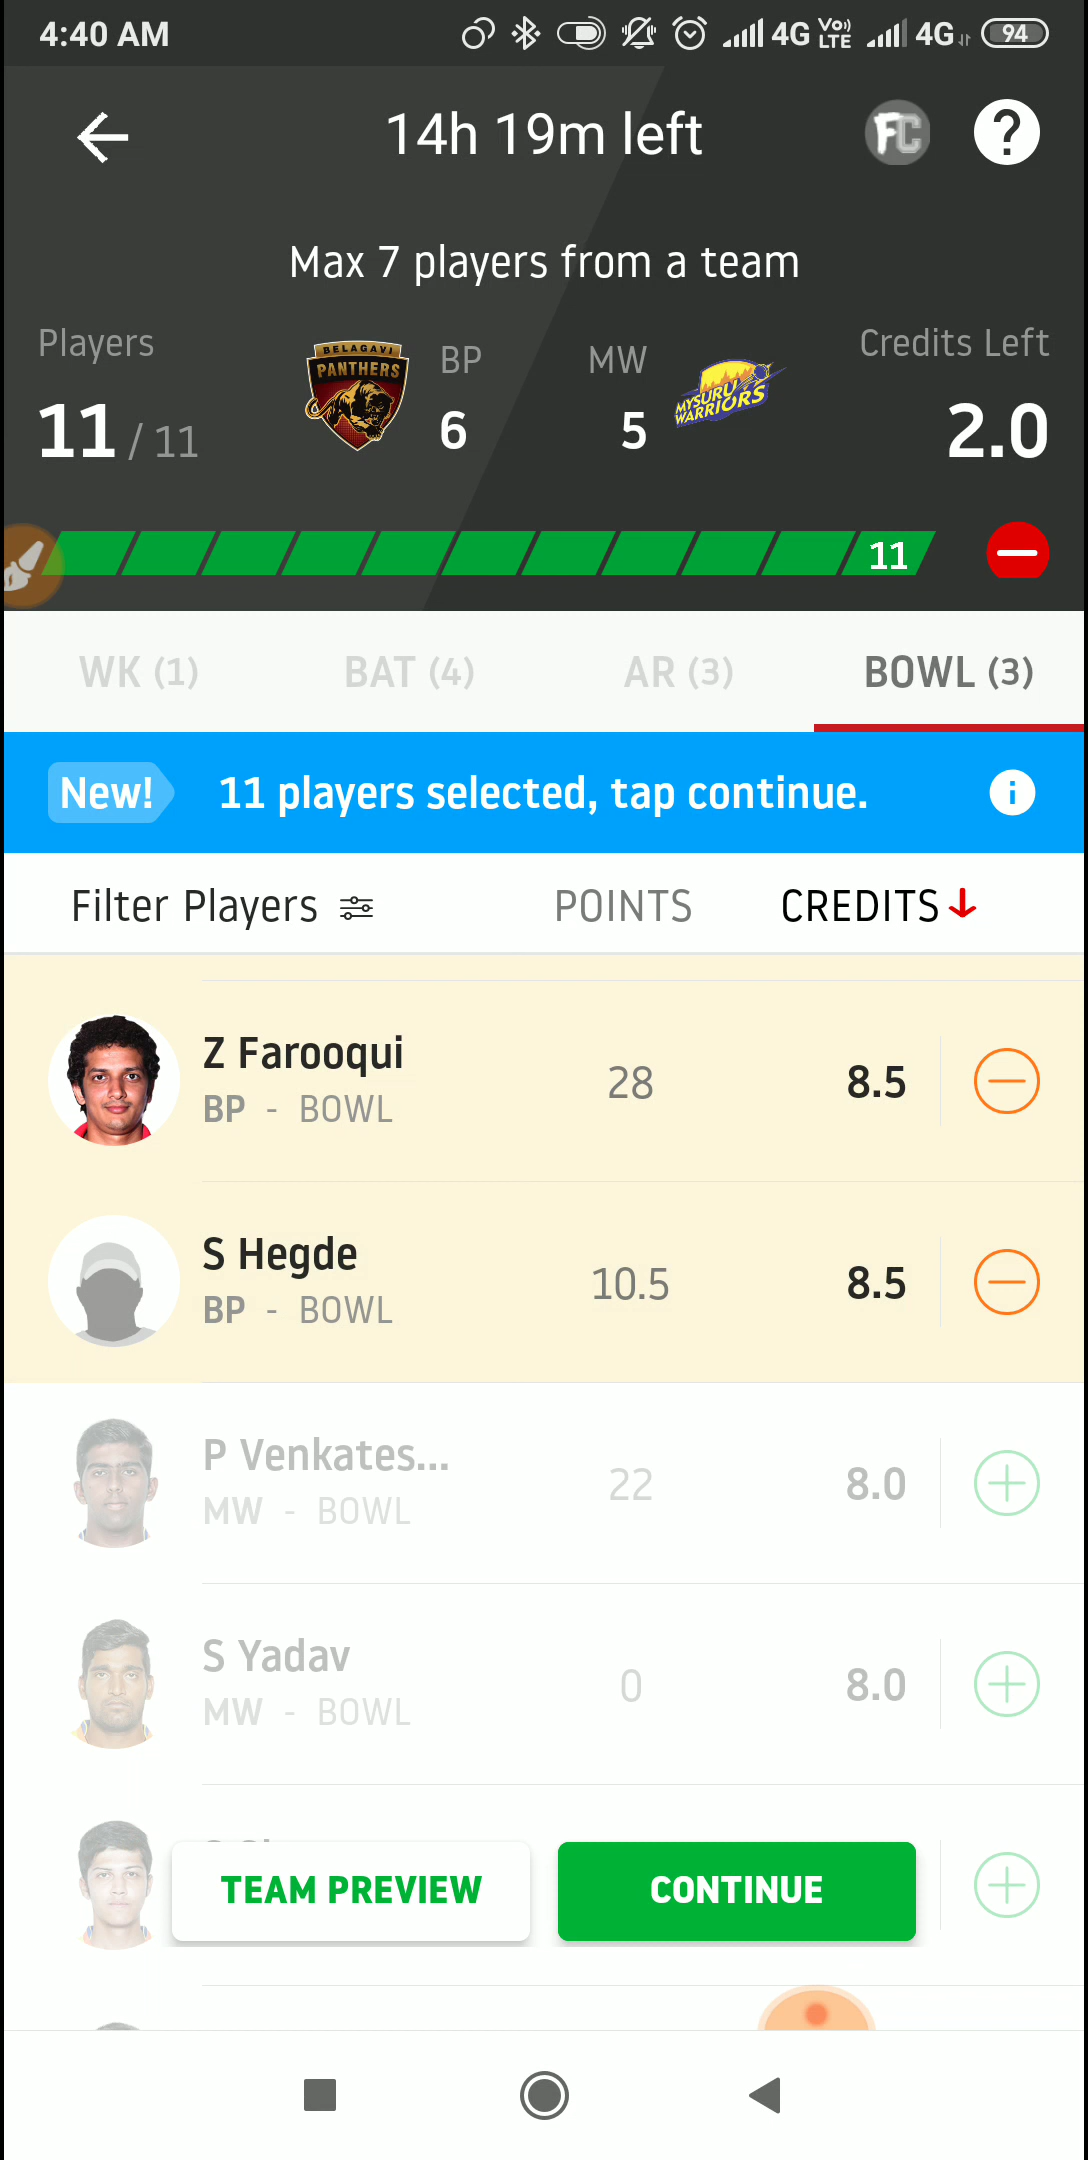 4:40 AM 4G Vo)) LTE 4G 94
14h 19m left FC ?
Max 7 players from a team
Players BP MW Credits Left
BELAGAVI PANTHERS
MYSURU WARRIORS
11 / 11 6 5 2.0
11
WK (1) BAT (4) AR (3) BOWL (3)
New! 11 players selected, tap continue. i
Filter Players POINTS CREDITS
Z Farooqui
BP - BOWL 28 8.5
S Hegde
BP - BOWL 10.5 8.5
P Venkates...
MW - BOWL 22 8.0
S Yadav
MW - BOWL 0 8.0
TEAM PREVIEW CONTINUE